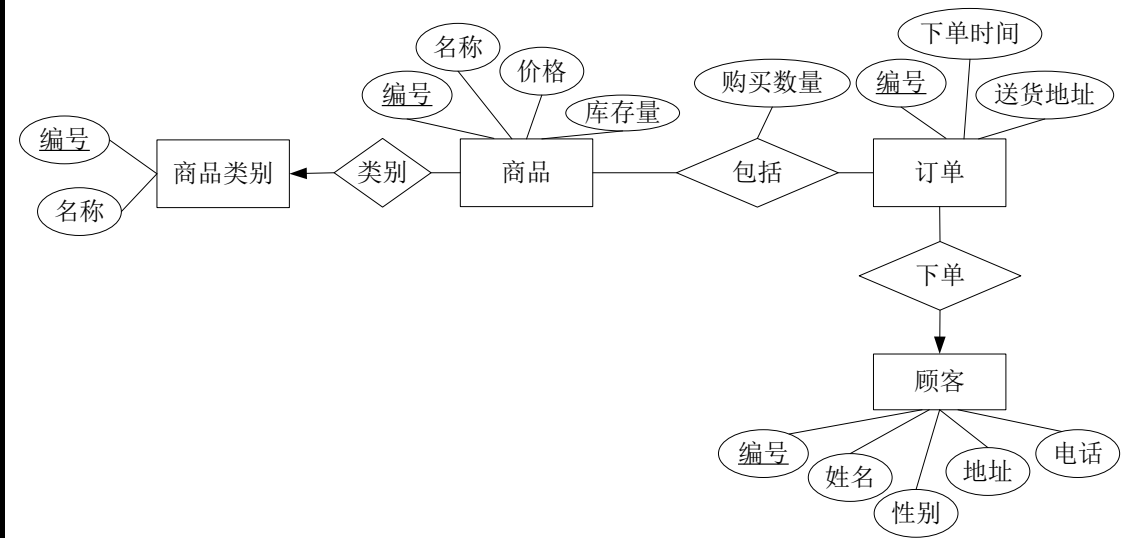 下单时间
名称
价格
购买数量
编号
送货地址
编号
库存量
编号
商品类别
类别
商品
包括
订单
名称
下单
顾客
编号
姓名
性别
地址
电话